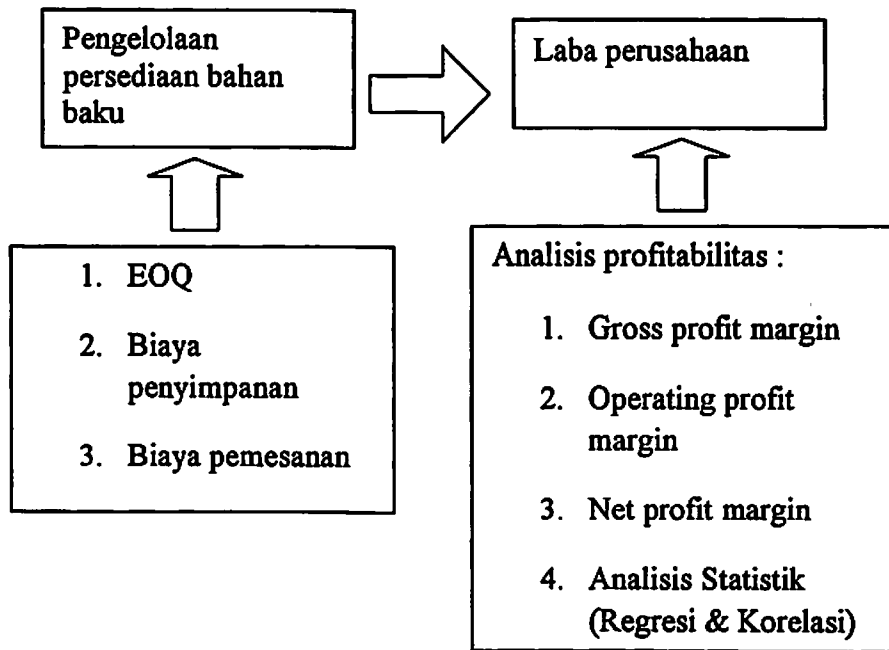 Pengelolaan
persediaan bahan
baku
Laba perusahaan
1. EOQ
2. Biaya
penyimpanan
3. Biaya pemesanan
Analisis profitabilitas :
1. Gross profit margin
2. Operating profit
margin
3. Net profit margin
4. Analisis Statistik
(Regresi & Korelasi)